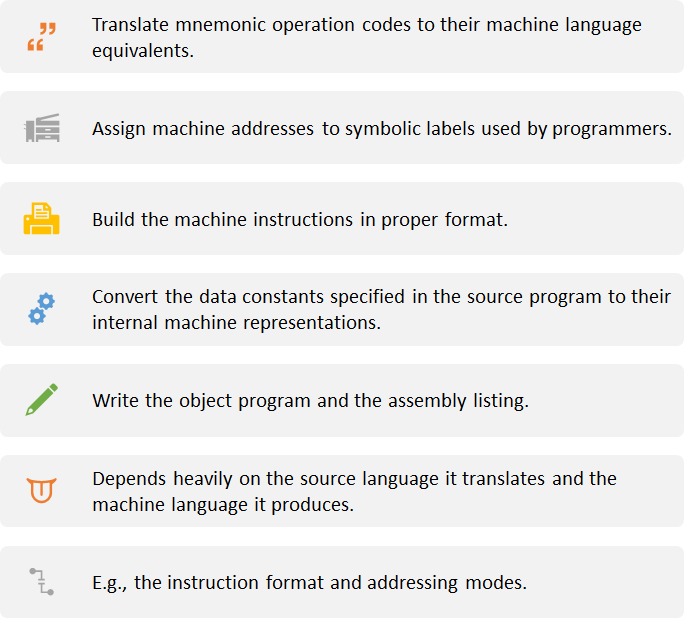 Translate mnemonic operation codes to their machine language
equivalents.
Assign machine addresses to symbolic labels used by programmers.
Build the machine instructions in proper format.
Convert the data constants specified in the source program to their
internal machine representations.
Write the object program and the assembly listing.
Depends heavily on the source language it translates and the
machine language it produces.
E.g., the instruction format and addressing modes.